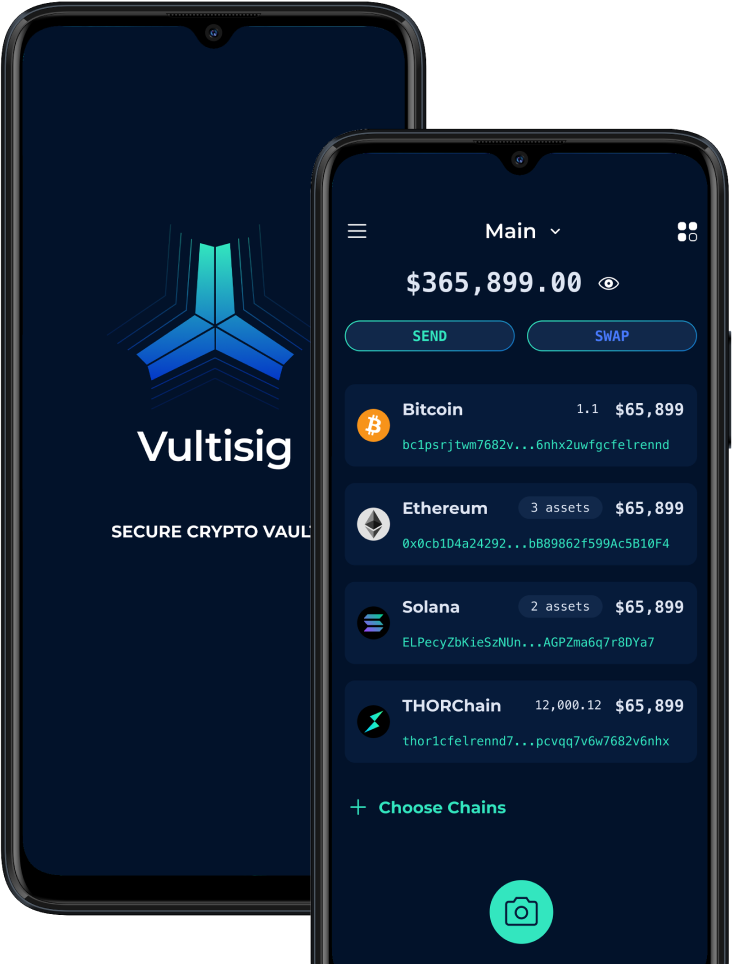 Vultisig
SECURE CRYPTO VAUL
Main
$365,899.00
SEND
SWAP
Bitcoin 1.1 $65,899
bc1psrjtwm7682v...6nhx2uwfgcfelrennd
Ethereum 3 assets $65,899
0x0cb1D4a24292...bB89862f599Ac5B10F4
Solana 2 assets $65,899
ELPecyZbKieSzNUn...AGPZma6q7r8DYa7
THORChain 12,000.12 $65,899
thor1cfelrennd7...pcvqq7v6w7682v6nhx
+ Choose Chains